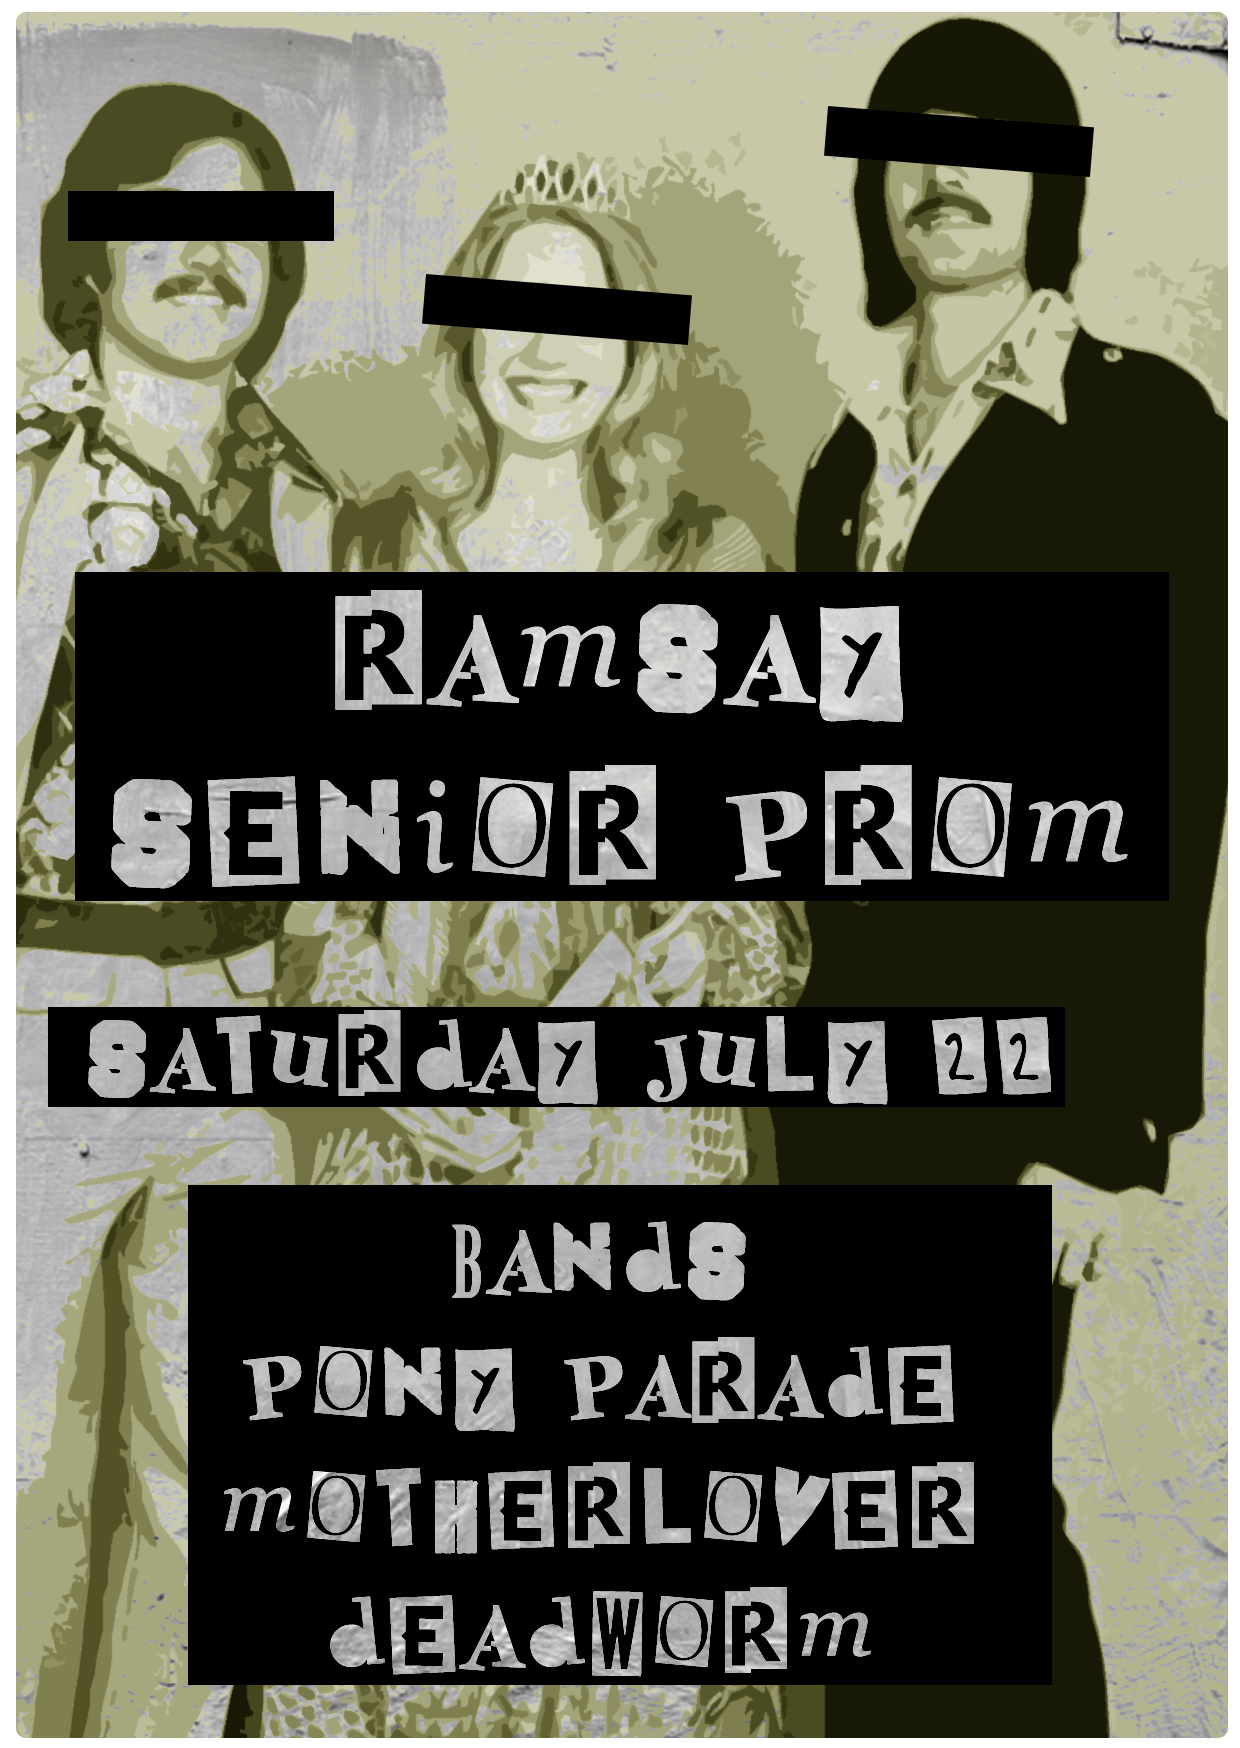 RAmSAY
SENiOR PROm
SATuRdAY juLY 22
BANdS
PONY PARAdE
mOTHERLOVER
dEAdWORm